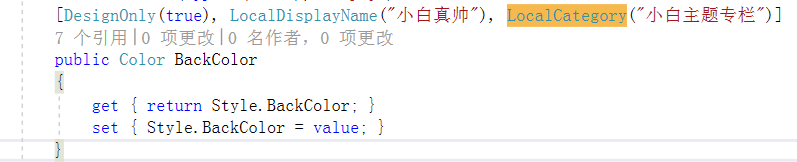 [DesignOnly(true), LocalDisplayName("小白真帅"), LocalCategory("小白主题专栏")]
7 个引用|0 项更改|0 名作者, 0 项更改
public Color BackColor
{
get { return Style.BackColor; }
set { Style.BackColor = value; }
}